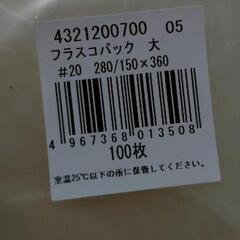 4321200700 05
フラスコパック 大
#20 280/150×360
4 967368 013508
100枚
室温25℃以下の所に保管してください。